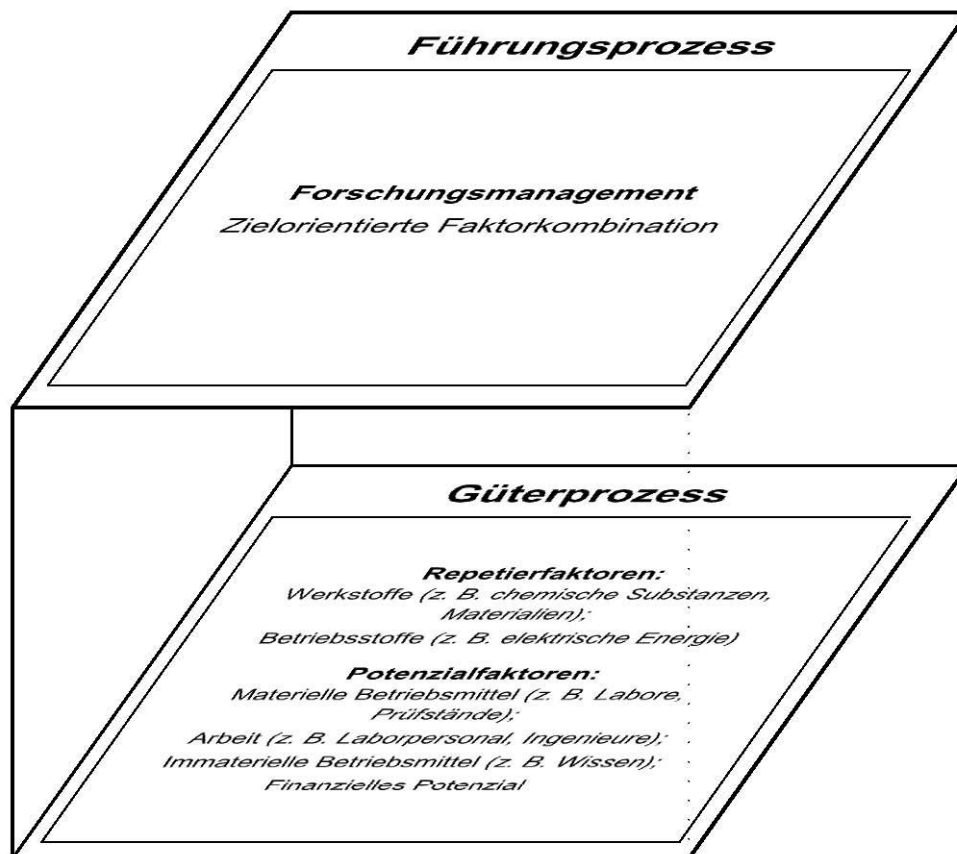 Führungsprozess
Forschungsmanagement
Zielorientierte Faktorkombination
Güterprozess
Repetierfaktoren:
Werkstoffe (z. B. chemische Substanzen,
Materialien);
Betriebsstoffe (z. B. elektrische Energie)
Potenzialfaktoren:
Materielle Betriebsmittel (z. B. Labore,
Prüfstände);
Arbeit (z. B. Laborpersonal, Ingenieure);
Immaterielle Betriebsmittel (z. B. Wissen);
Finanzielles Potenzial